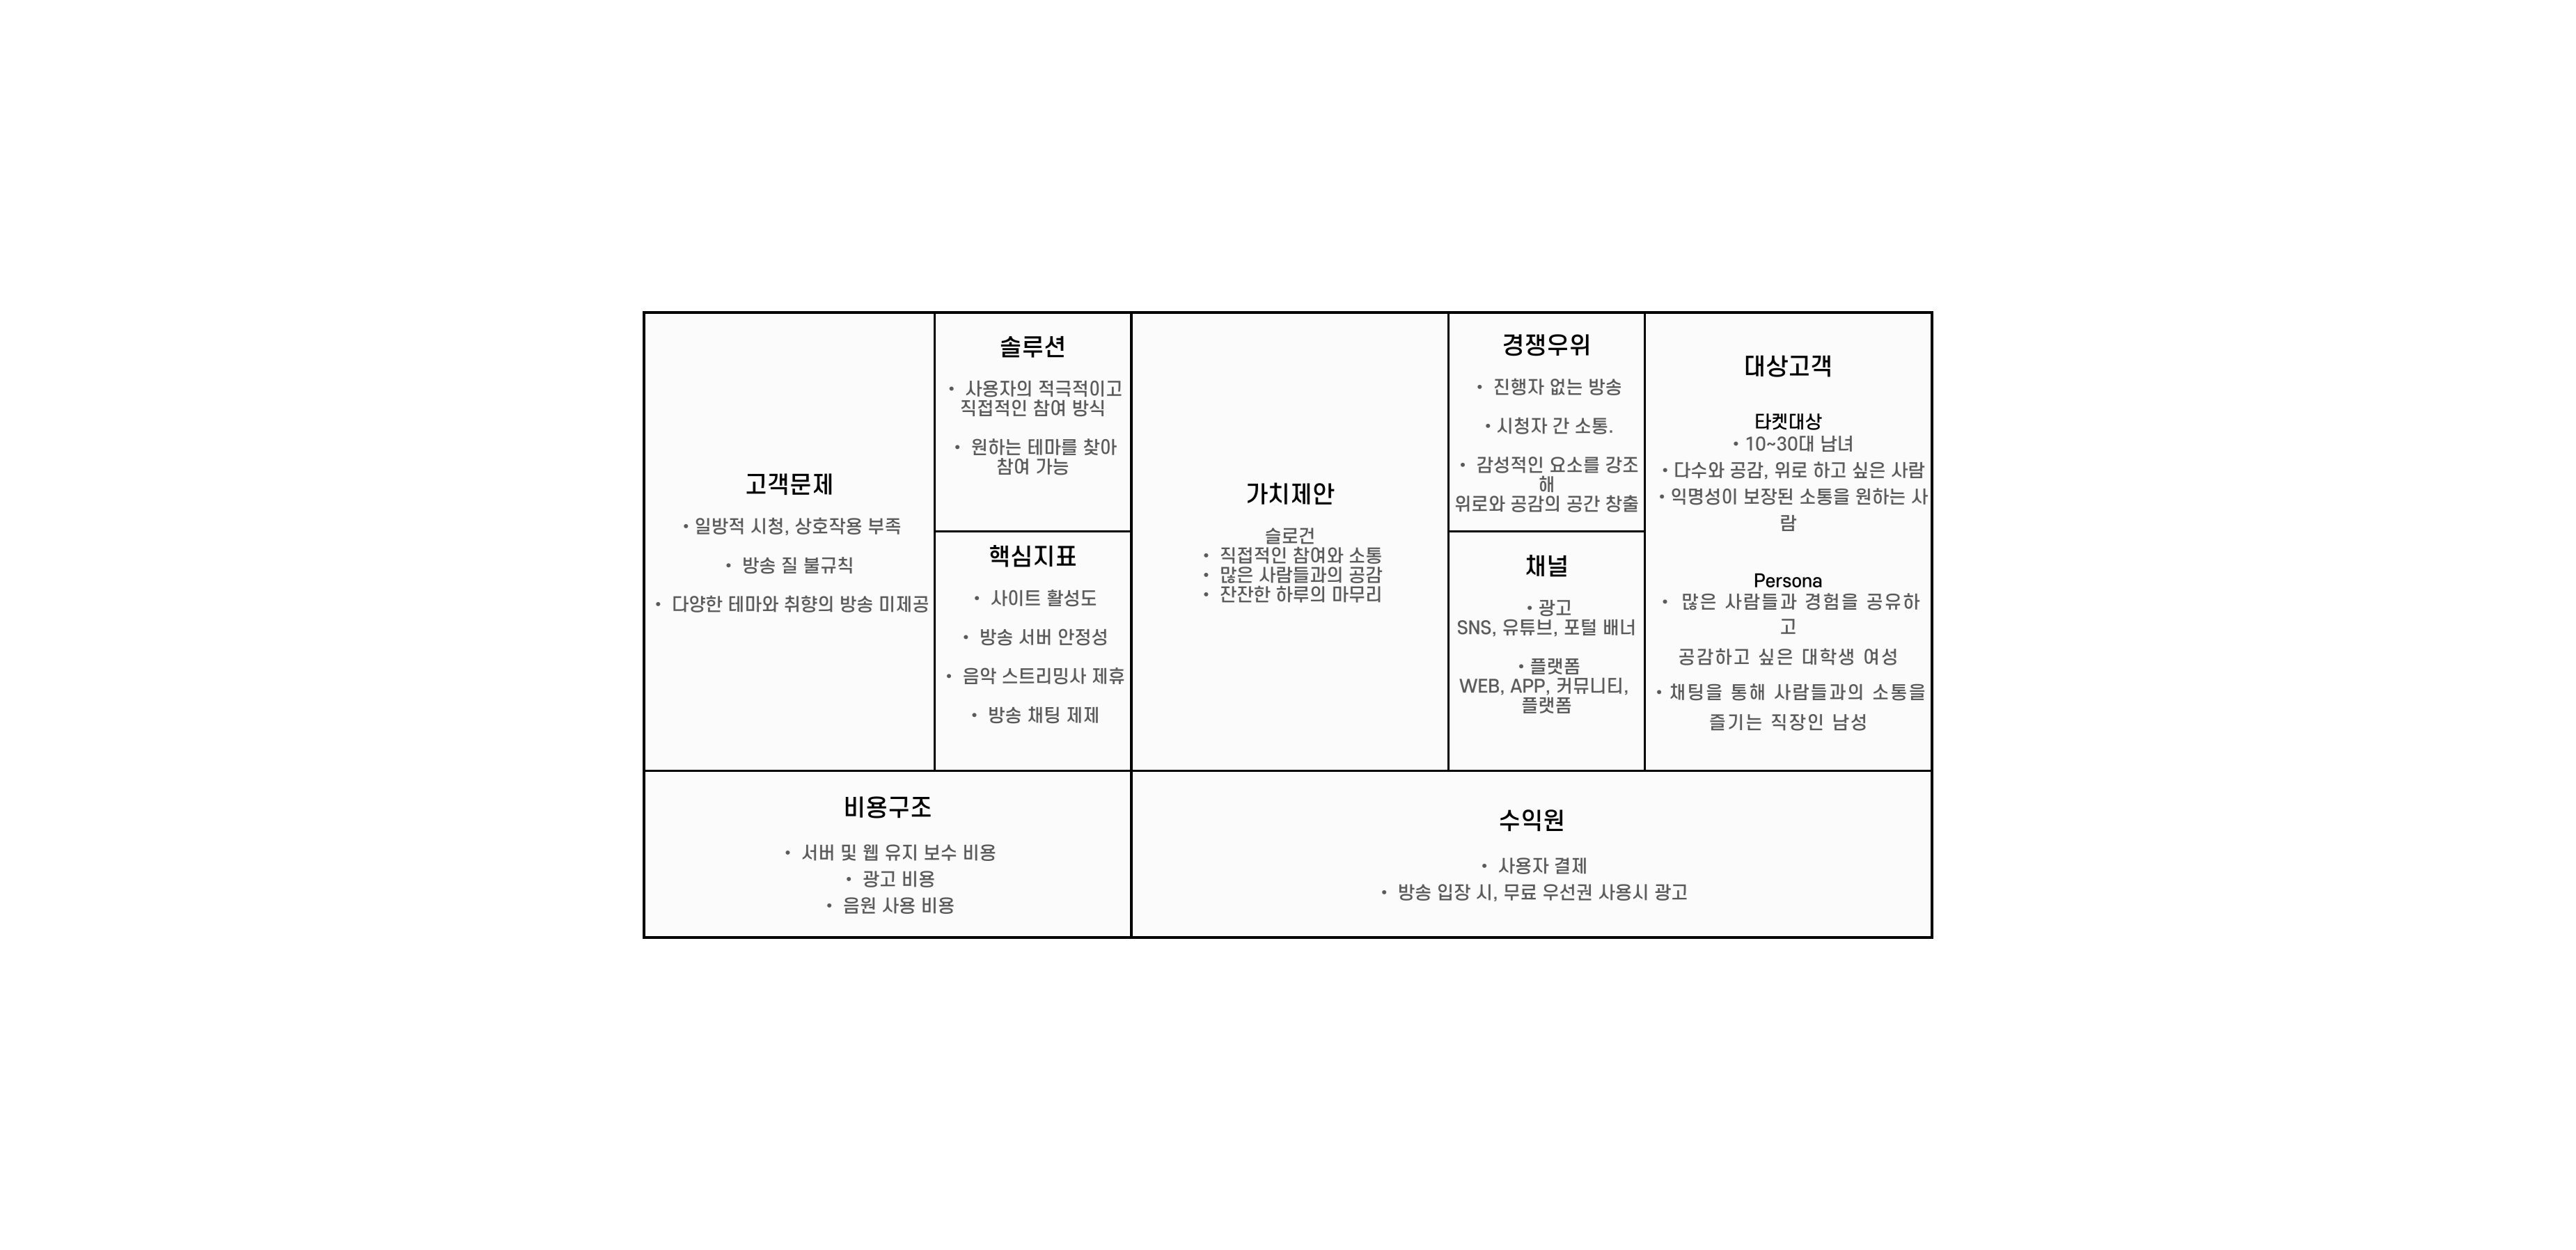 고객문제
• 일방적 시청, 상호작용 부족
• 방송 질 불규칙
• 다양한 테마와 취향의 방송 미제공
솔루션
• 사용자의 적극적이고
직접적인 참여 방식
• 원하는 테마를 찾아
참여 가능
핵심지표
• 사이트 활성도
• 방송 서버 안정성
• 음악 스트리밍사 제휴
• 방송 채팅 제제
가치제안
슬로건
• 직접적인 참여와 소통
• 많은 사람들과의 공감
• 잔잔한 하루의 마무리
경쟁우위
• 진행자 없는 방송
• 시청자 간 소통.
• 감성적인 요소를 강조
해
위로와 공감의 공간 창출
채널
• 광고
SNS, 유튜브, 포털 배너
• 플랫폼
WEB, APP, 커뮤니티,
플랫폼
대상고객
타켓대상
• 10~30대 남녀
• 다수와 공감, 위로 하고 싶은 사람
• 익명성이 보장된 소통을 원하는 사
람
Persona
• 많은 사람들과 경험을 공유하
고
공감하고 싶은 대학생 여성
• 채팅을 통해 사람들과의 소통을
즐기는 직장인 남성
비용구조
• 서버 및 웹 유지 보수 비용
• 광고 비용
• 음원 사용 비용
수익원
• 사용자 결제
• 방송 입장 시, 무료 우선권 사용시 광고